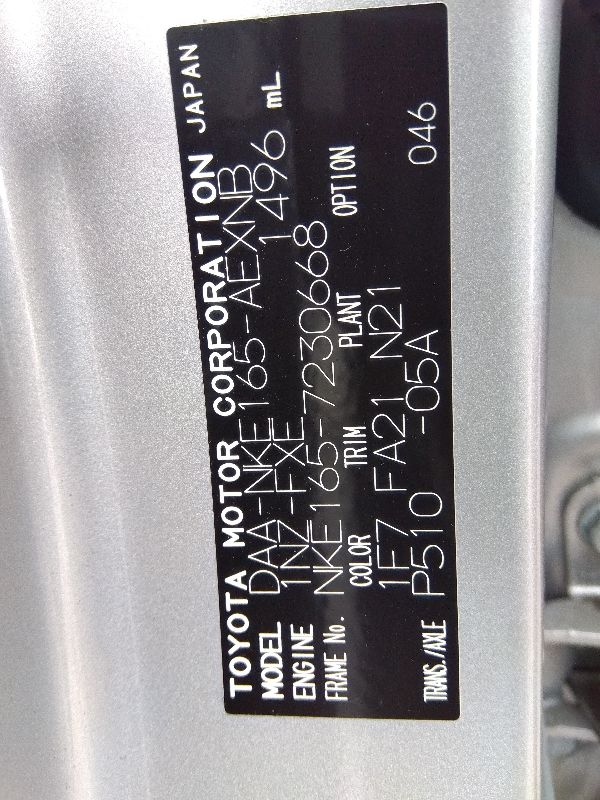 TOYOTA MOTOR CORPORATION JAPAN
MODEL DAA-NKE165-AEXNB
ENGINE 1NZ-FXE 1496 mL
FRAME No. NKE165-7230668
COLOR TRIM PLANT OPTION
1F7 FA21 N21
TRANS./AXLE P510 -05A 046